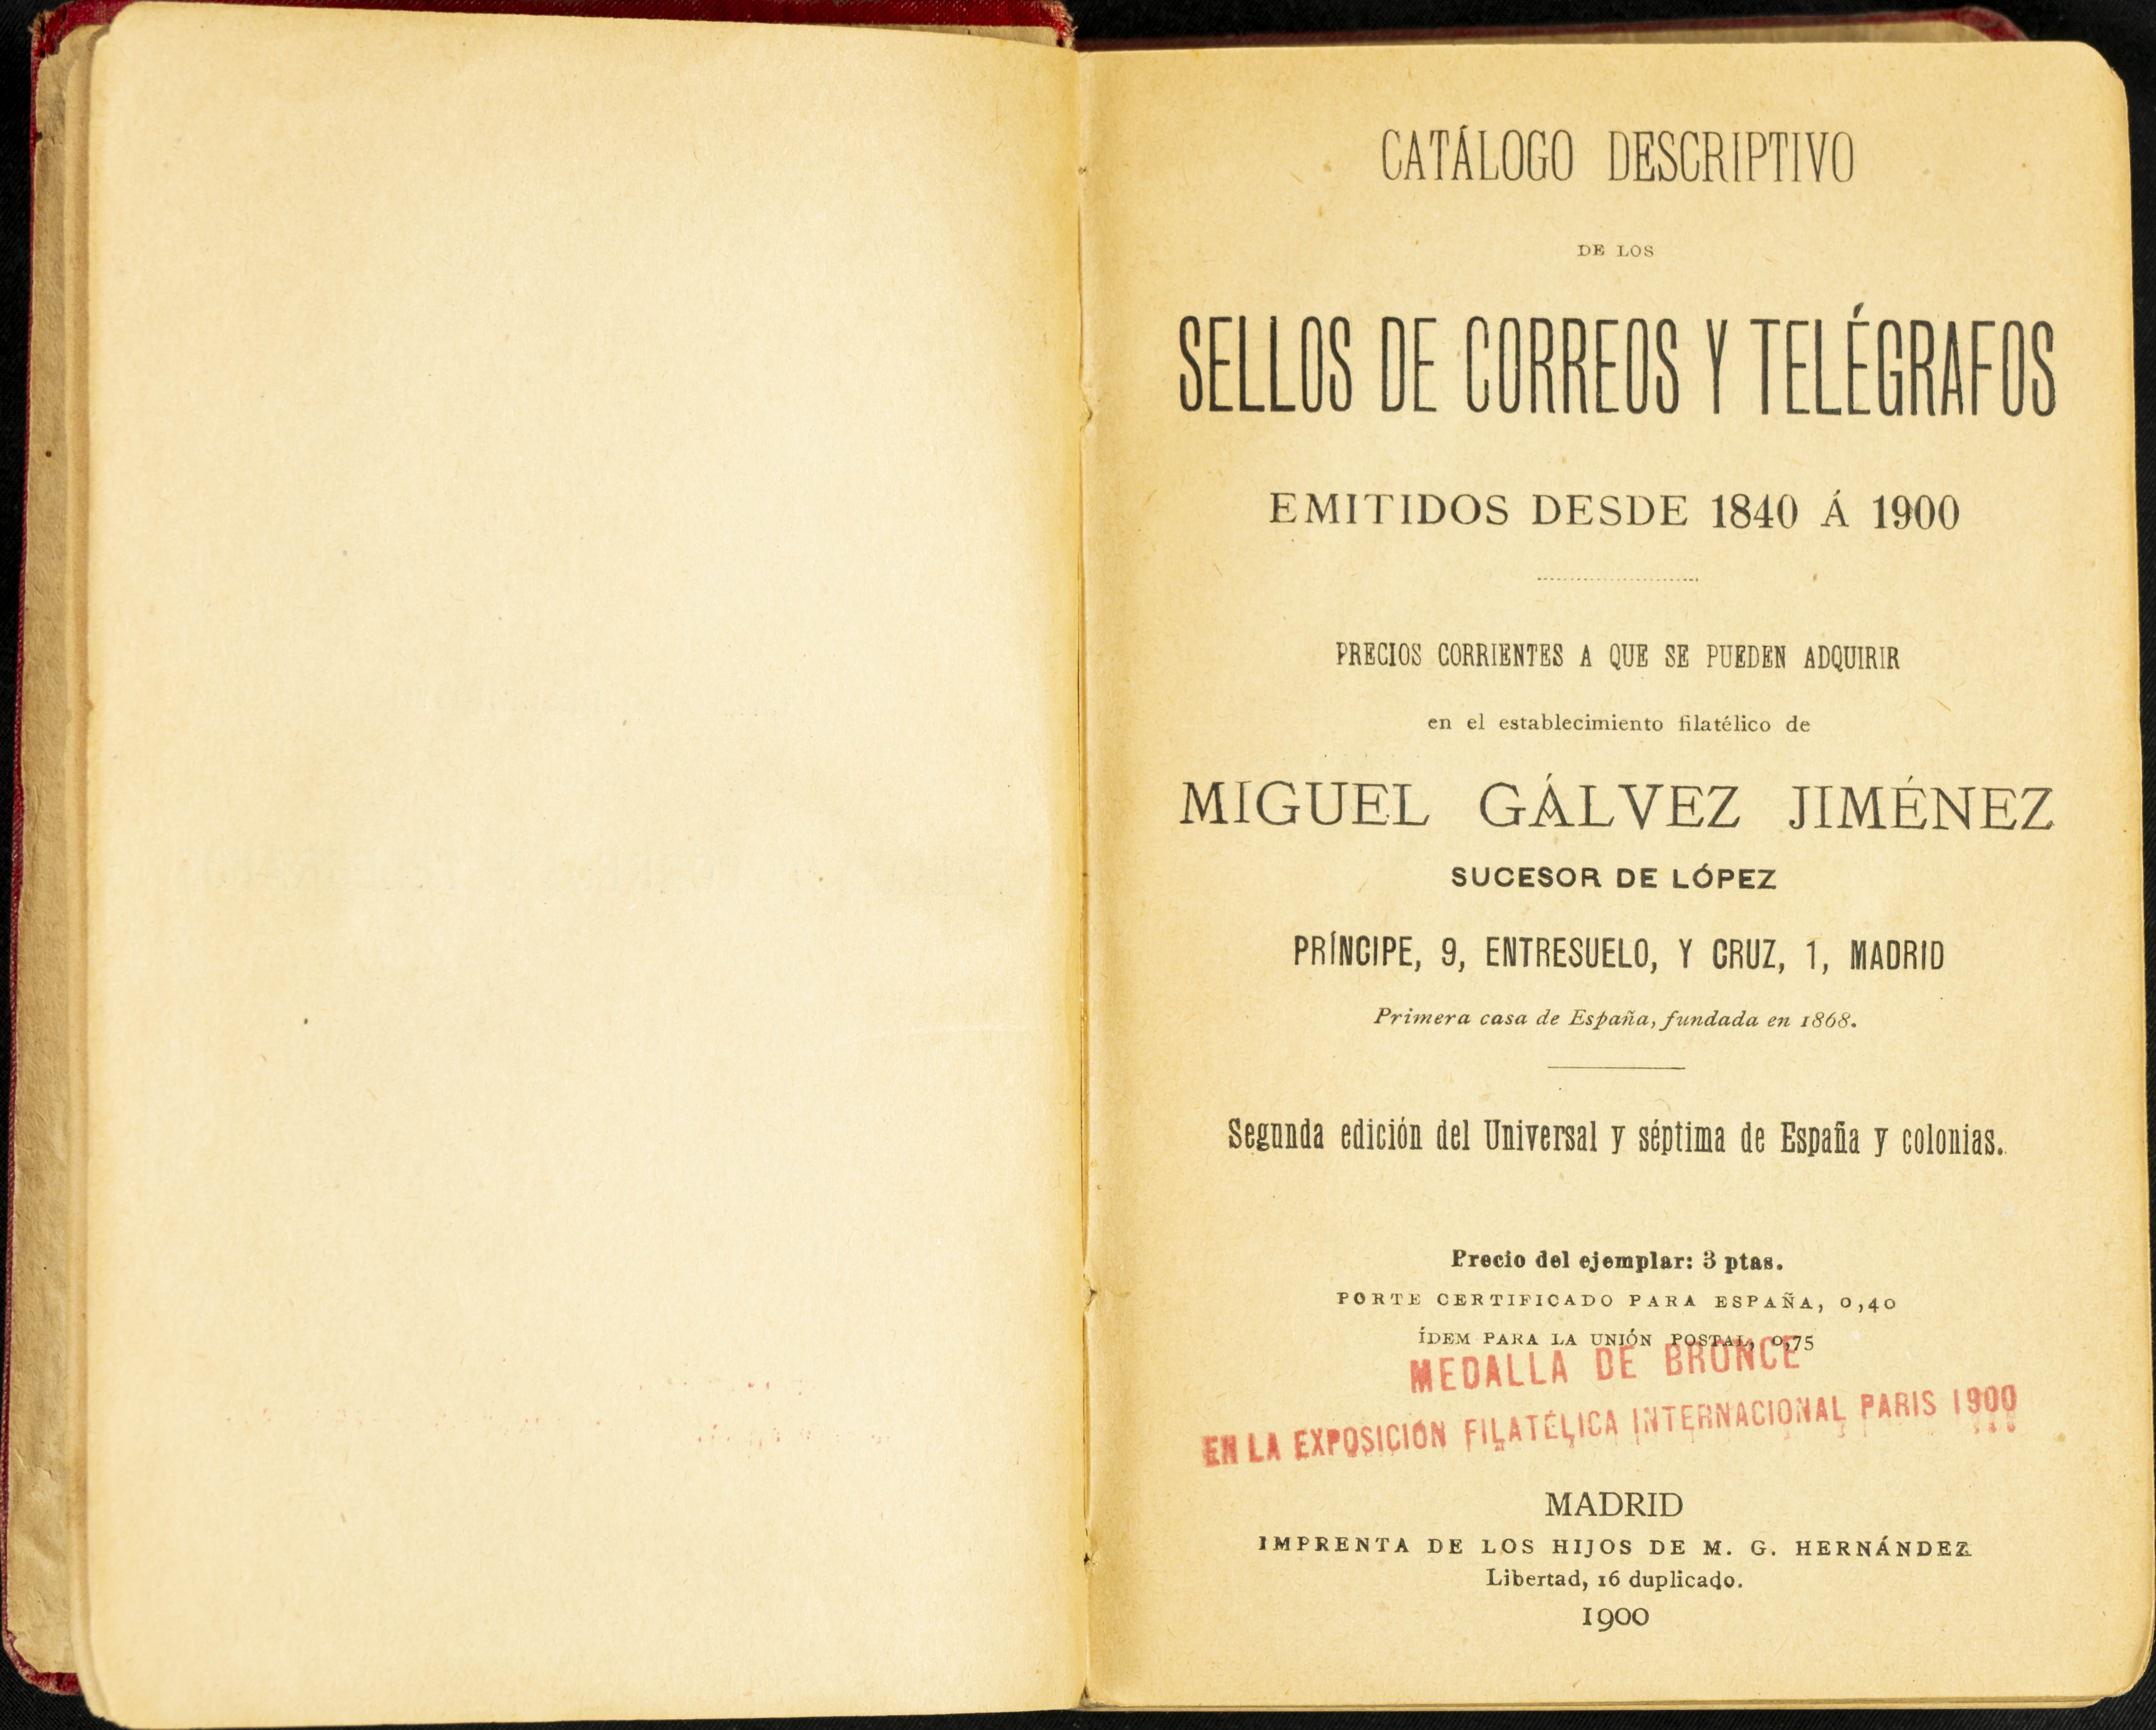 CATÁLOGO DESCRIPTIVO
DE LOS
SELLOS DE CORREOS Y TELÉGRAFOS
EMITIDOS DESDE 1840 Á 1900
PRECIOS CORRIENTES A QUE SE PUEDEN ADQUIRIR
en el establecimiento filatélico de
MIGUEL GÁLVEZ JIMÉNEZ
SUCESOR DE LÓPEZ
PRÍNCIPE, 9, ENTRESUELO, Y CRUZ, 1, MADRID
Primera casa de España, fundada en 1868.
Segunda edición del Universal y séptima de España y colonias.
Precio del ejemplar: 3 ptas.
PORTE CERTIFICADO PARA ESPAÑA, 0,40
ÍDEM PARA LA UNIÓN POSTAL, 0,75
MEDALLA DE BRONCE
EN LA EXPOSICIÓN FILATÉLICA INTERNACIONAL PARIS 1900
MADRID
IMPRENTA DE LOS HIJOS DE M. G. HERNÁNDEZ
Libertad, 16 duplicado.
1900